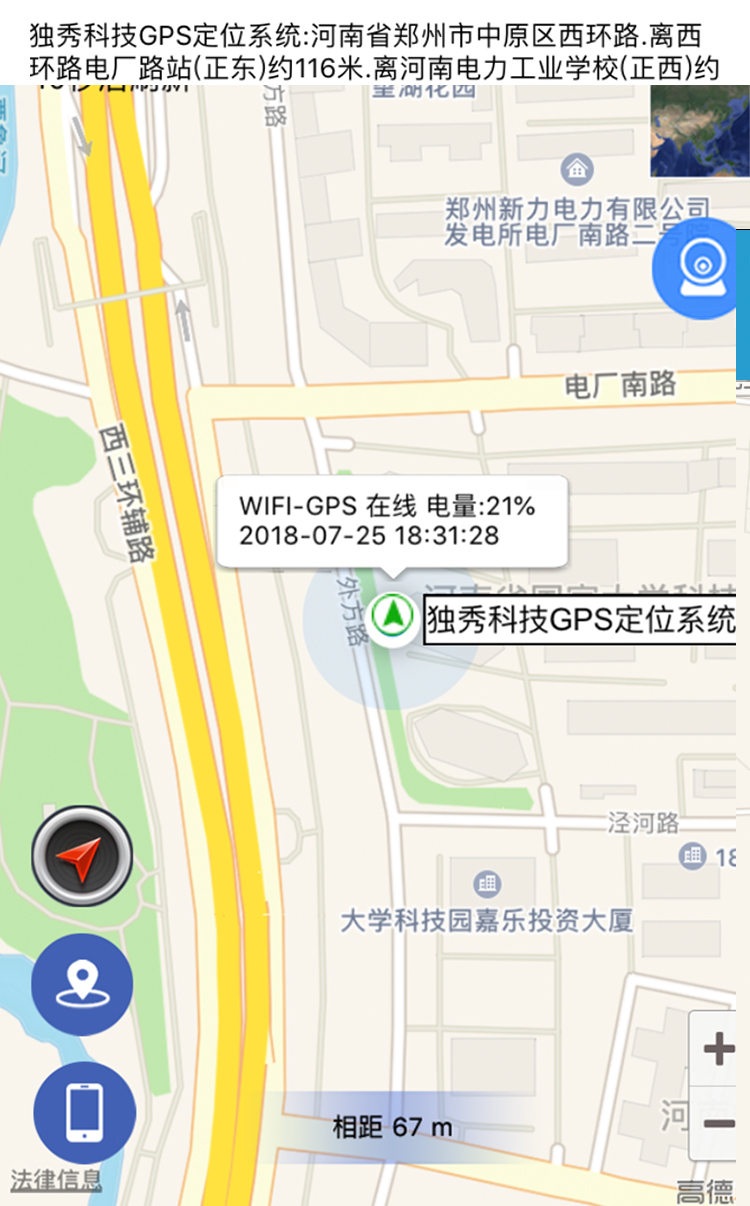 独秀科技GPS定位系统:河南省郑州市中原区西环路.离西
环路电厂路站(正东)约116米.离河南电力工业学校(正西)约
方路
郑州新力电力有限公司
发电所电厂南路二号院
电厂南路
西三环辅路
WIFI-GPS 在线 电量:21%
2018-07-25 18:31:28
外方路
独秀科技GPS定位系统
泾河路
18
大学科技园嘉乐投资大厦
河
相距 67 m
法律信息
高德